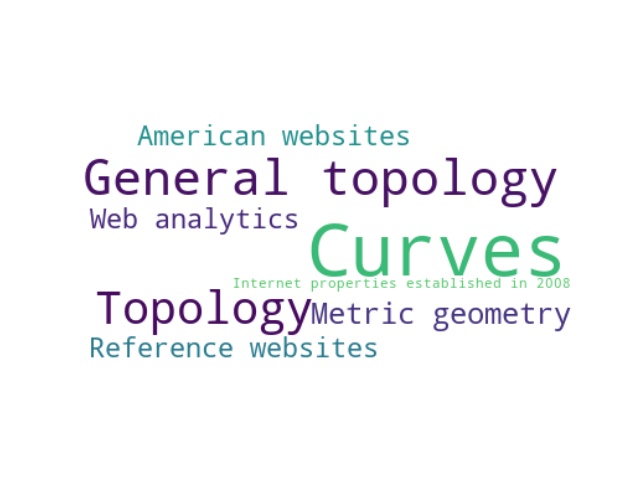 American websites
General topology
Web analytics
Curves
Internet properties established in 2008
Topology
Metric geometry
Reference websites